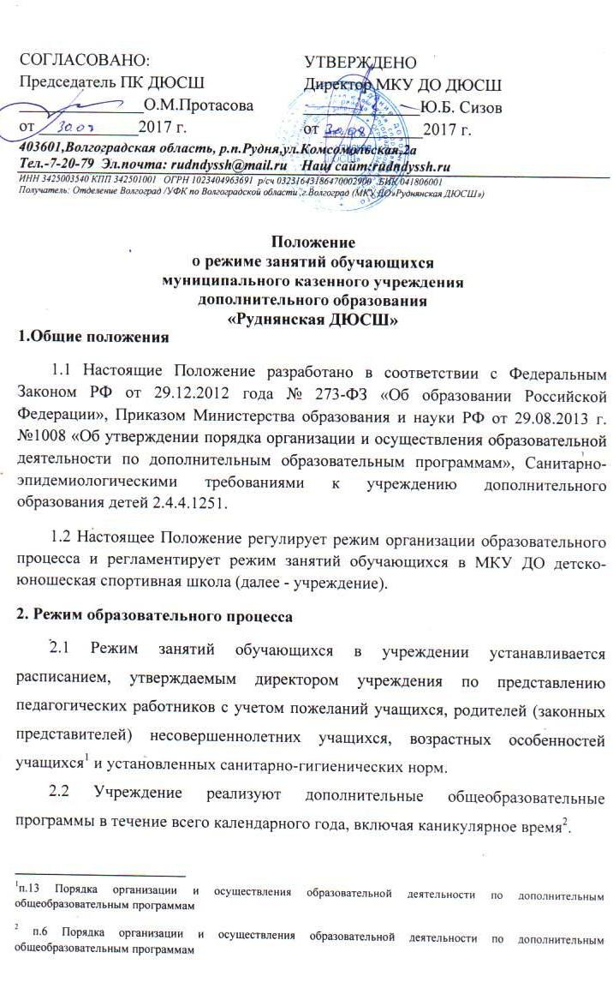 СОГЛАСОВАНО:
Председатель ПК ДЮСШ
О.М.Протасова
от 2017 г.
УТВЕРЖДЕНО
Директор МКУ ДО ДЮСШ
Ю.Б. Сизов
от 2017 г.
403601,Волгоградская область, р.п.Рудня,ул.Комсомольская,2а
Тел.-7-20-79 Эл.почта: rudndyssh@mail.ru Наш сайт:rudndyssh.ru
ИНН 3425003540 КПП 342501001 ОГРН 1023404963691 р/сч 03231643186470002900 БИК 041806001
Получатель: Отделение Волгоград /УФК по Волгоградской области ,г.Волгоград (МКУ ДО»Руднянская ДЮСШ»)
Положение
о режиме занятий обучающихся
муниципального казенного учреждения
дополнительного образования
«Руднянская ДЮСШ»
1.Общие положения
1.1 Настоящие Положение разработано в соответствии с Федеральным
Законом РФ от 29.12.2012 года № 273-ФЗ «Об образовании Российской
Федерации», Приказом Министерства образования и науки РФ от 29.08.2013 г.
№1008 «Об утверждении порядка организации и осуществления образовательной
деятельности по дополнительным образовательным программам», Санитарно-
эпидемиологическими требованиями к учреждению дополнительного
образования детей 2.4.4.1251.
1.2 Настоящее Положение регулирует режим организации образовательного
процесса и регламентирует режим занятий обучающихся в МКУ ДО детско-
юношеская спортивная школа (далее - учреждение).
2. Режим образовательного процесса
2.1 Режим занятий обучающихся в учреждении устанавливается
расписанием, утверждаемым директором учреждения по представлению
педагогических работников с учетом пожеланий учащихся, родителей (законных
представителей) несовершеннолетних учащихся, возрастных особенностей
учащихся1 и установленных санитарно-гигиенических норм.
2.2 Учреждение реализуют дополнительные общеобразовательные
программы в течение всего календарного года, включая каникулярное время2.
1п.13 Порядка организации и осуществления образовательной деятельности по дополнительным
общеобразовательным программам
2 п.6 Порядка организации и осуществления образовательной деятельности по дополнительным
общеобразовательным программам